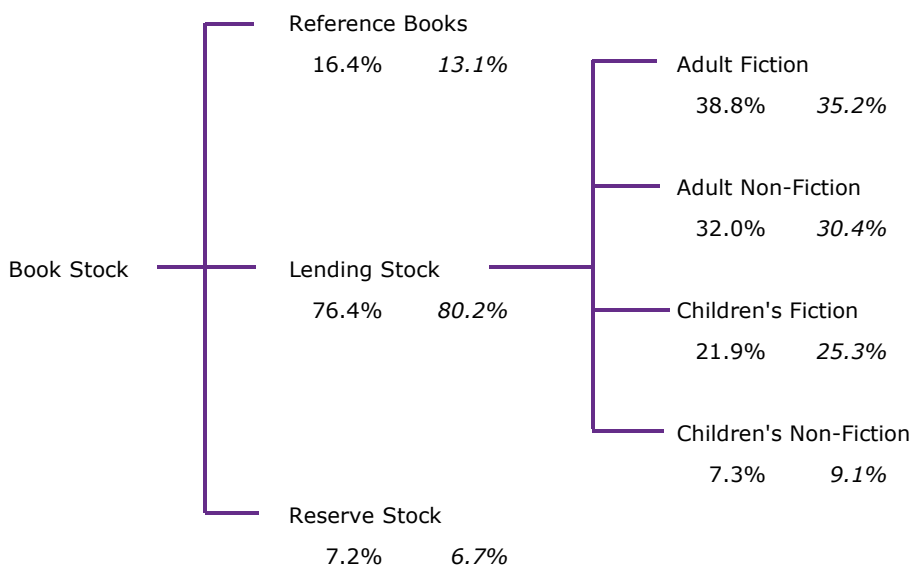 Book Stock
Reference Books
16.4% 13.1%
Lending Stock
76.4% 80.2%
Reserve Stock
7.2% 6.7%
Adult Fiction
38.8% 35.2%
Adult Non-Fiction
32.0% 30.4%
Children's Fiction
21.9% 25.3%
Children's Non-Fiction
7.3% 9.1%